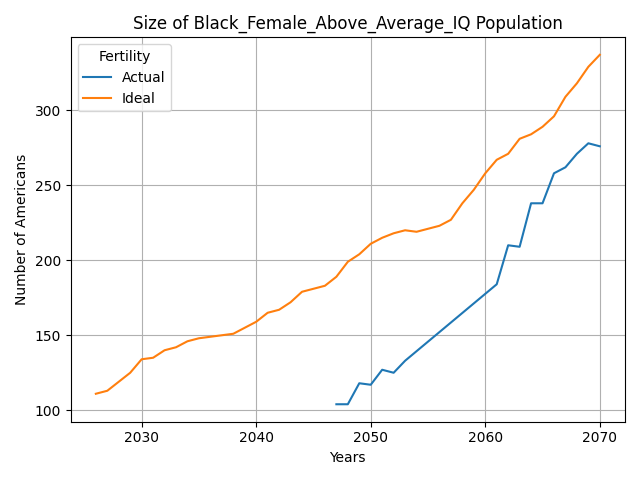 Size of Black_Female_Above_Average_IQ Population
Fertility
Actual
Ideal
300
250
200
150
100
Number of Americans
2030 2040 2050 2060 2070
Years